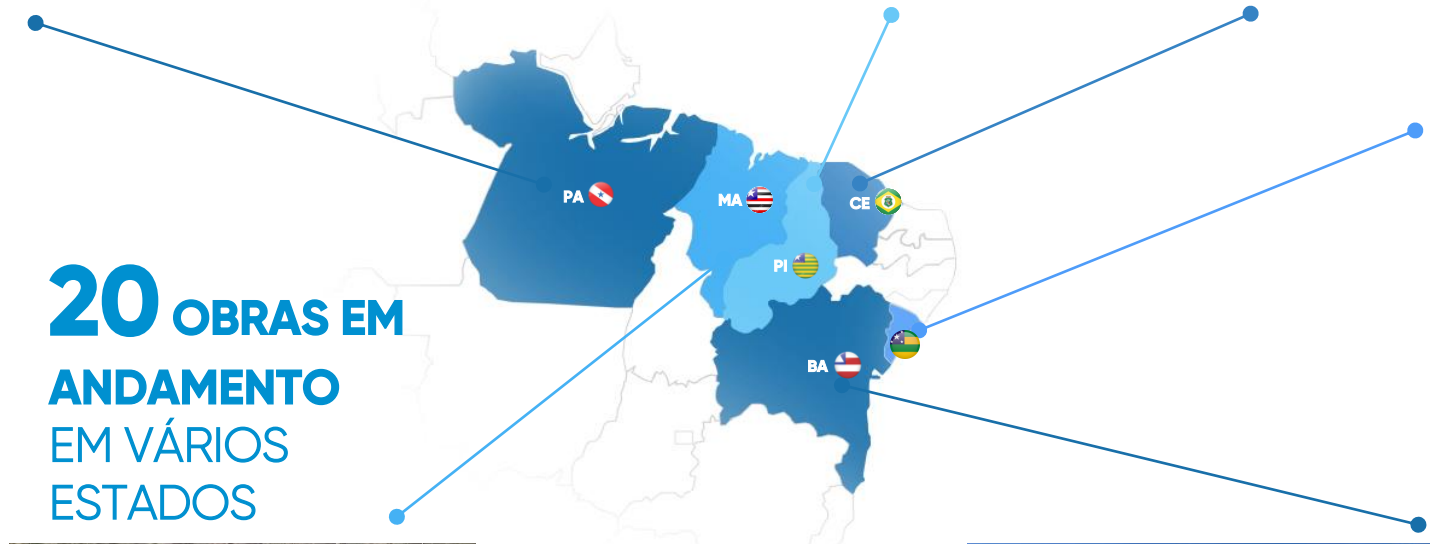 PA
MA
CE
PI
BA
20 OBRAS EM
ANDAMENTO
EM VÁRIOS
ESTADOS